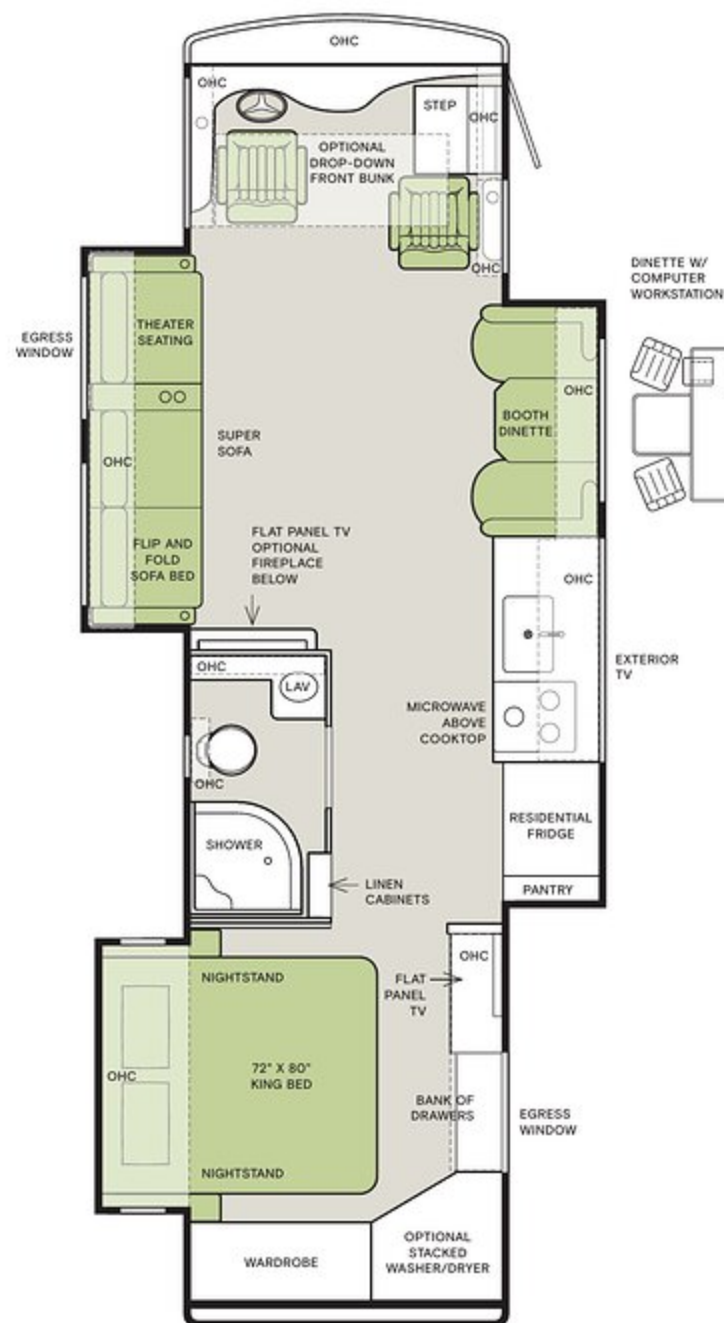 OHC
OHC
STEP
OHC
OPTIONAL
DROP-DOWN
FRONT BUNK
OHC
DINETTE W/
COMPUTER
WORKSTATION
EGRESS
WINDOW
THEATER
SEATING
OHC
BOOTH
DINETTE
SUPER
SOFA
OHC
FLIP AND
FOLD
SOFA BED
FLAT PANEL TV
OPTIONAL
FIREPLACE
BELOW
OHC
EXTERIOR
TV
OHC
LAV
MICROWAVE
ABOVE
COOKTOP
OHC
RESIDENTIAL
FRIDGE
SHOWER
LINEN
CABINETS
PANTRY
OHC
NIGHTSTAND
FLAT
PANEL
TV
72" X 80"
KING BED
OHC
BANK OF
DRAWERS
EGRESS
WINDOW
NIGHTSTAND
WARDROBE
OPTIONAL
STACKED
WASHER/DRYER